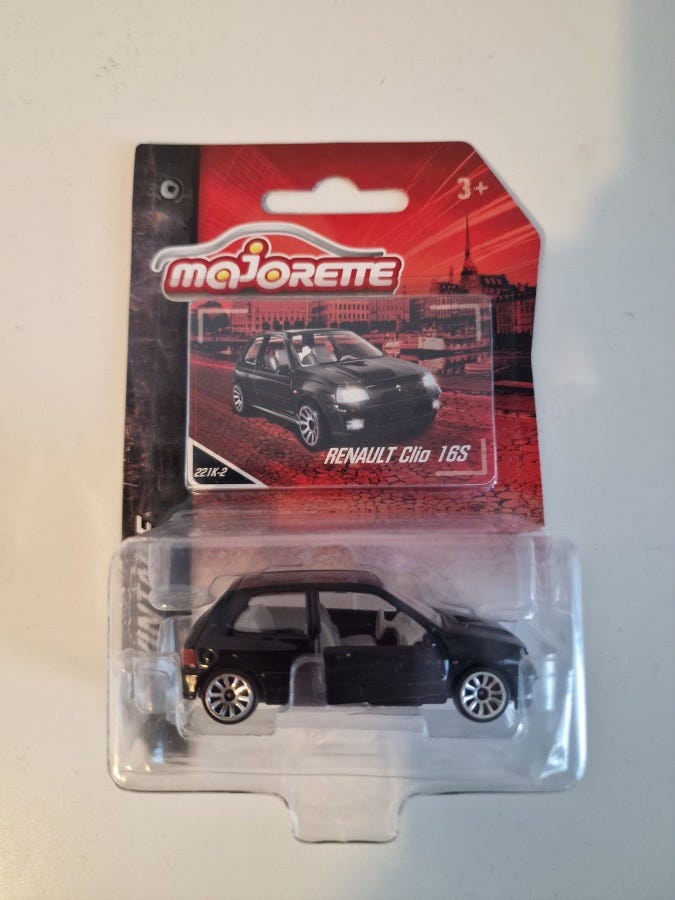 3+
majorette
RENAULT Clio 16S
221K-2